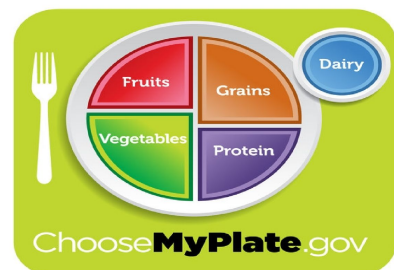 Fruits
Grains
Dairy
Vegetables
Protein
ChooseMyPlate.gov